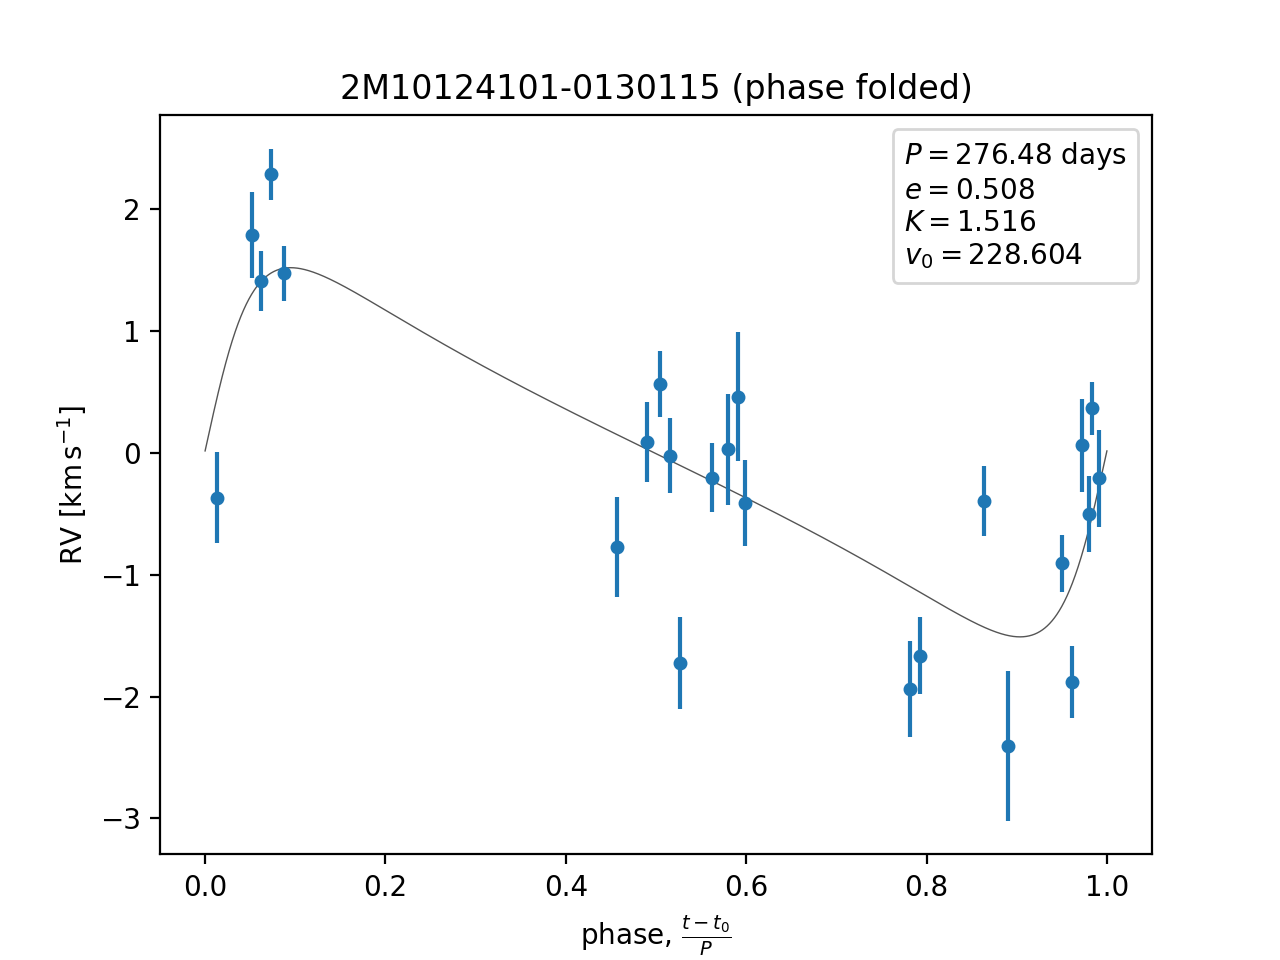 2M10124101-0130115 (phase folded)
P = 276.48 days
e = 0.508
K = 1.516
v₀ = 228.604
2
1
0
−1
−2
−3
RV [km s⁻¹]
0.0 0.2 0.4 0.6 0.8 1.0
phase, (t − t₀)/P